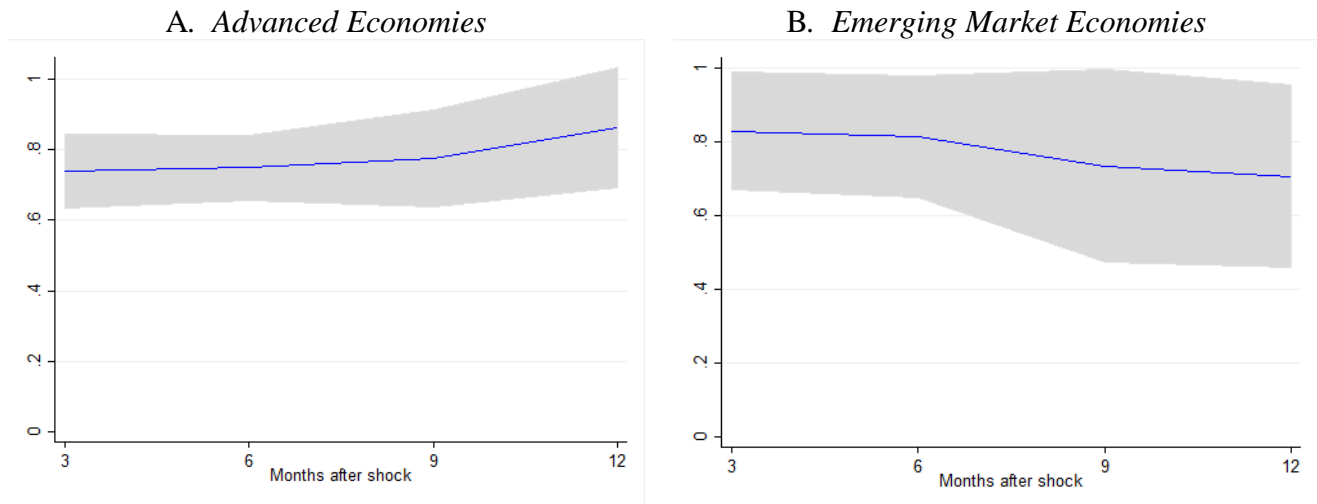 A. Advanced Economies
1
.8
.6
.4
.2
0
3 6 9 12
Months after shock
B. Emerging Market Economies
1
.8
.6
.4
.2
0
3 6 9 12
Months after shock